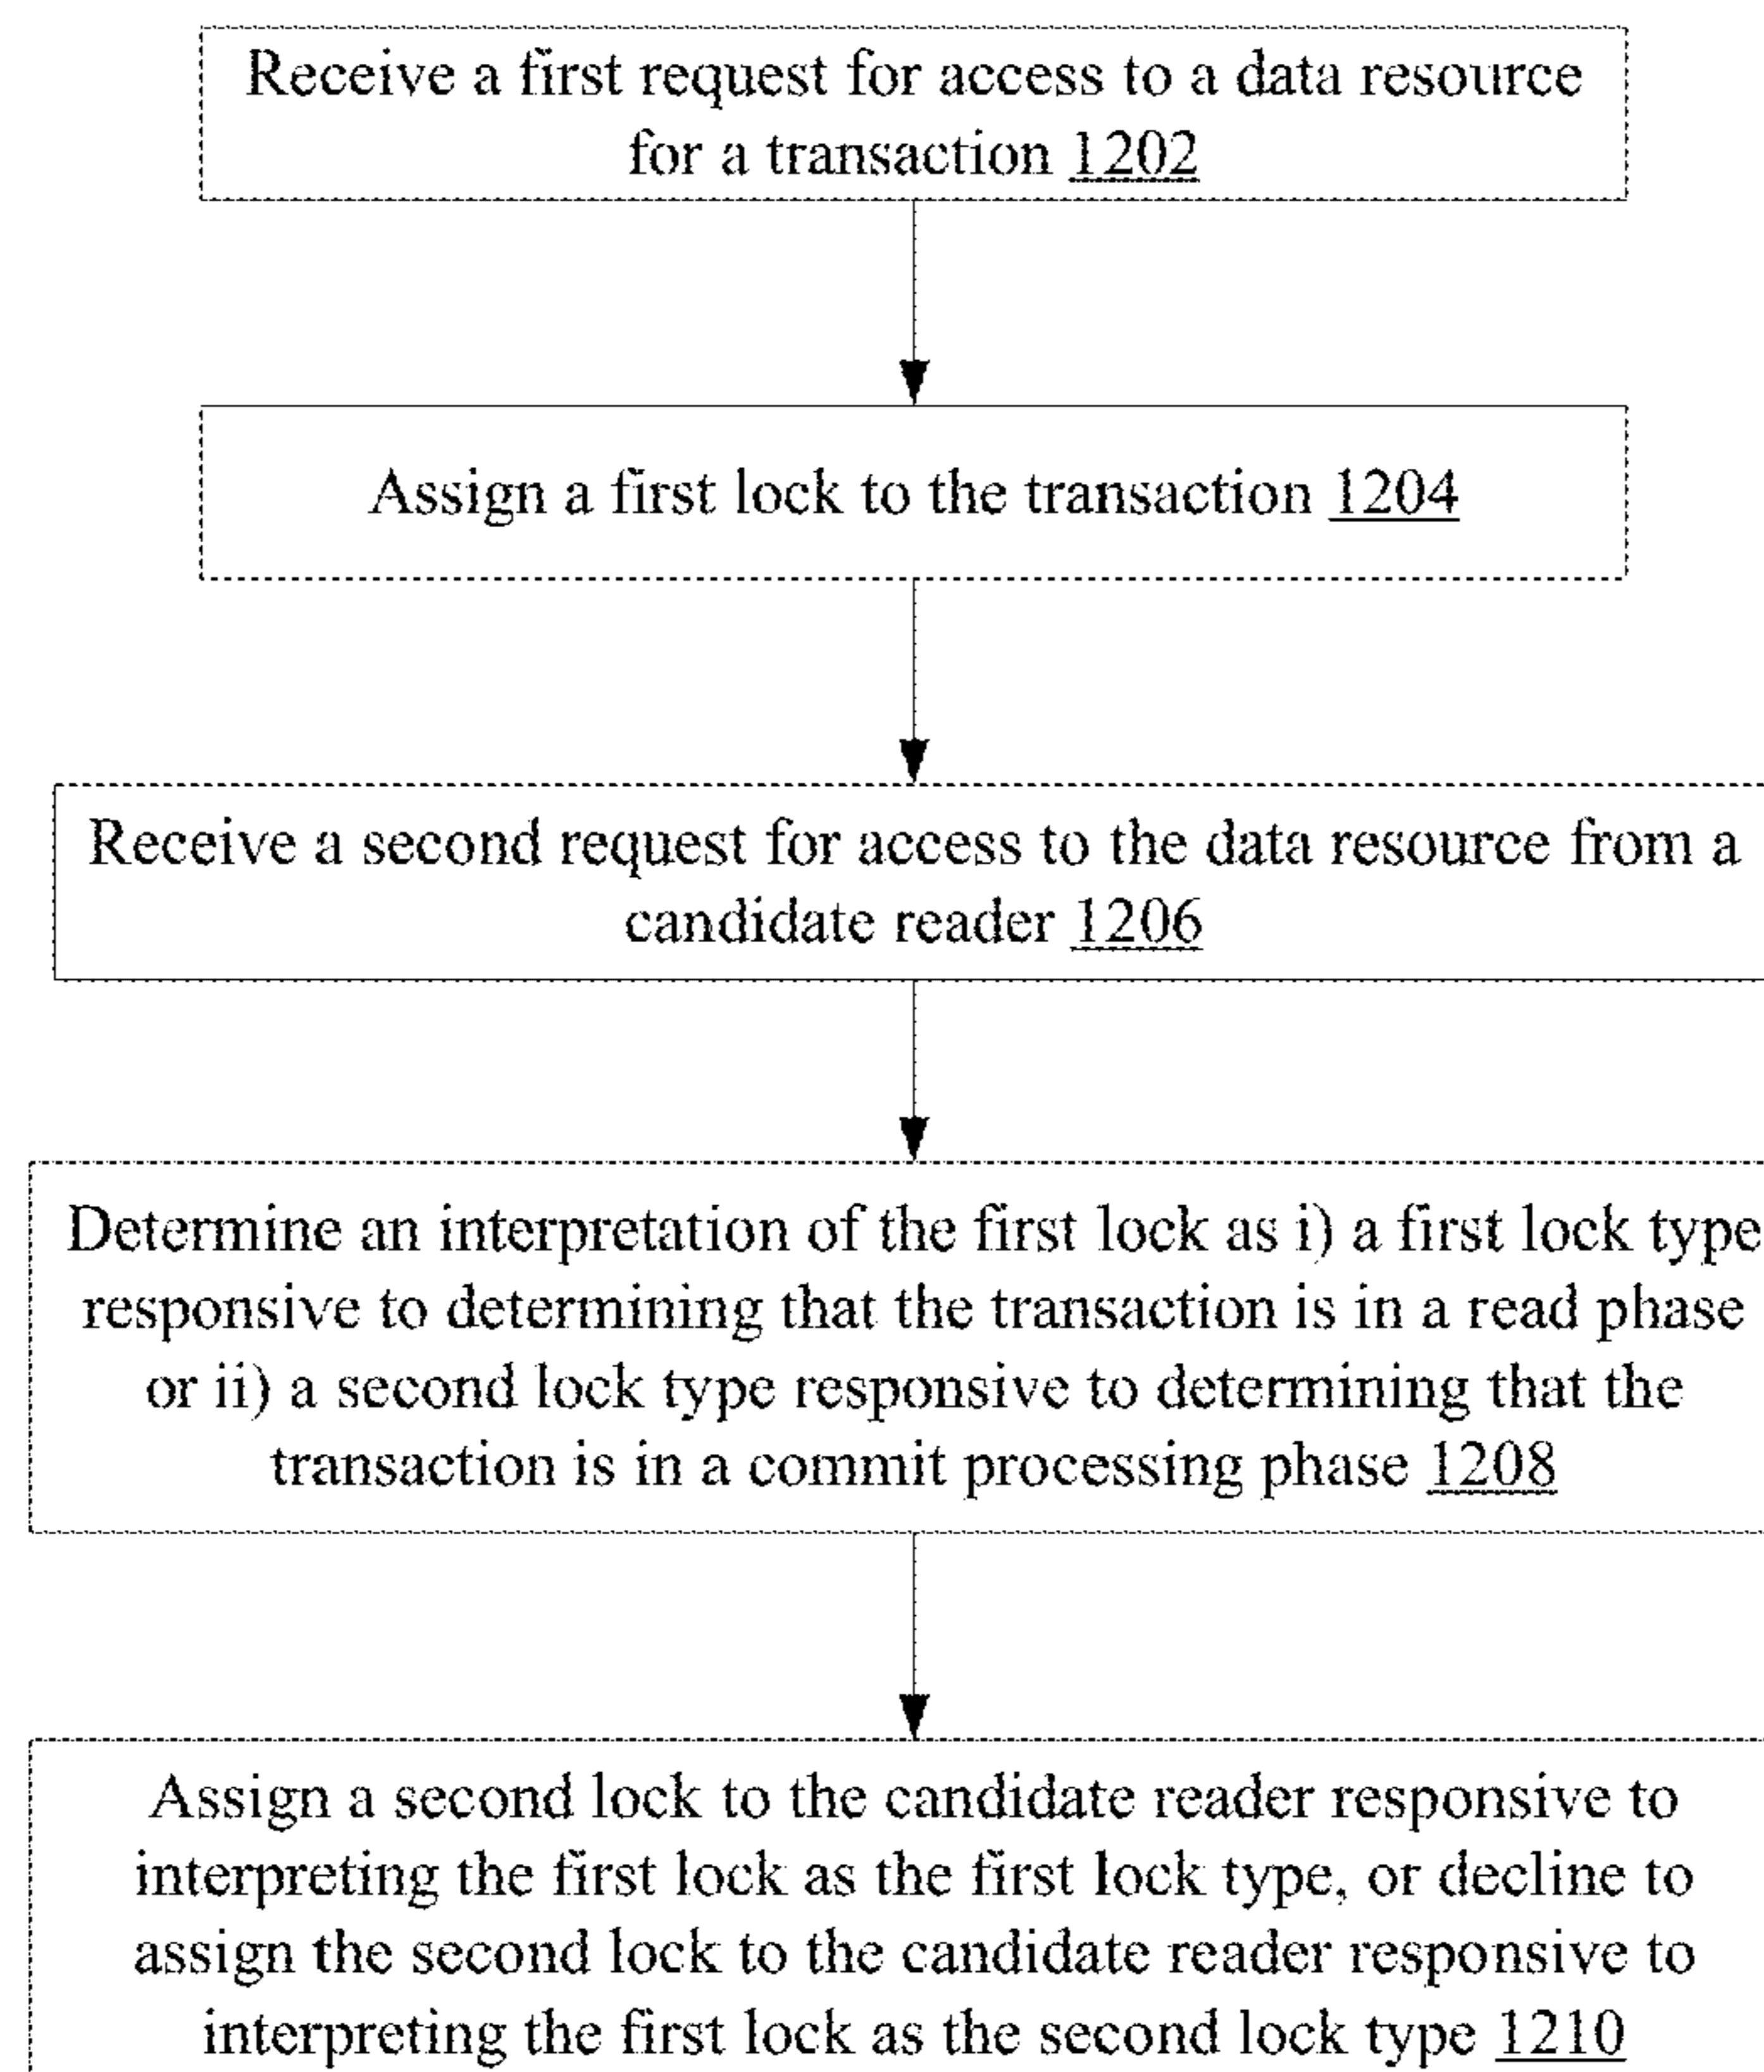 Receive a first request for access to a data resource
for a transaction 1202
Assign a first lock to the transaction 1204
Receive a second request for access to the data resource from a
candidate reader 1206
Determine an interpretation of the first lock as i) a first lock type
responsive to determining that the transaction is in a read phase
or ii) a second lock type responsive to determining that the
transaction is in a commit processing phase 1208
Assign a second lock to the candidate reader responsive to
interpreting the first lock as the first lock type, or decline to
assign the second lock to the candidate reader responsive to
interpreting the first lock as the second lock type 1210